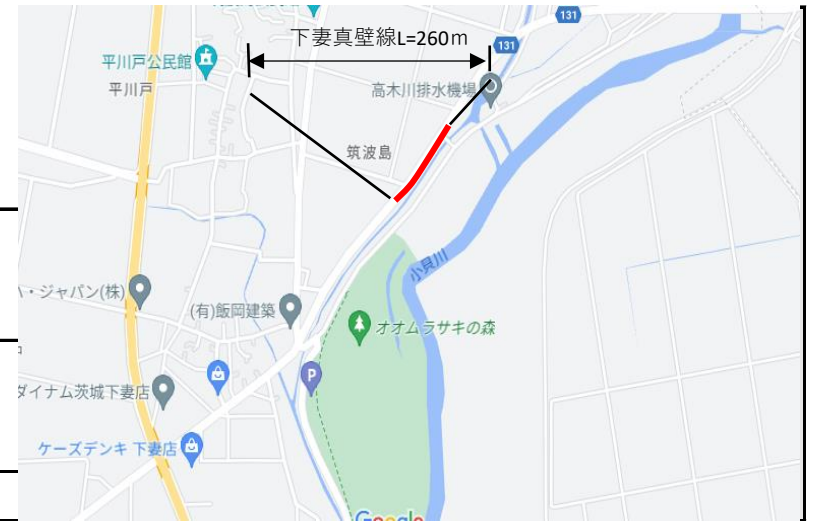 131
下妻真壁線L=260m
131
平川戸公民館
平川戸
高木川排水機場
筑波島
小貝川
ハ・ジャパン(株)
(有)飯岡建築
オオムラサキの森
P
ダイナム茨城下妻店
ケーズデンキ 下妻店
Google